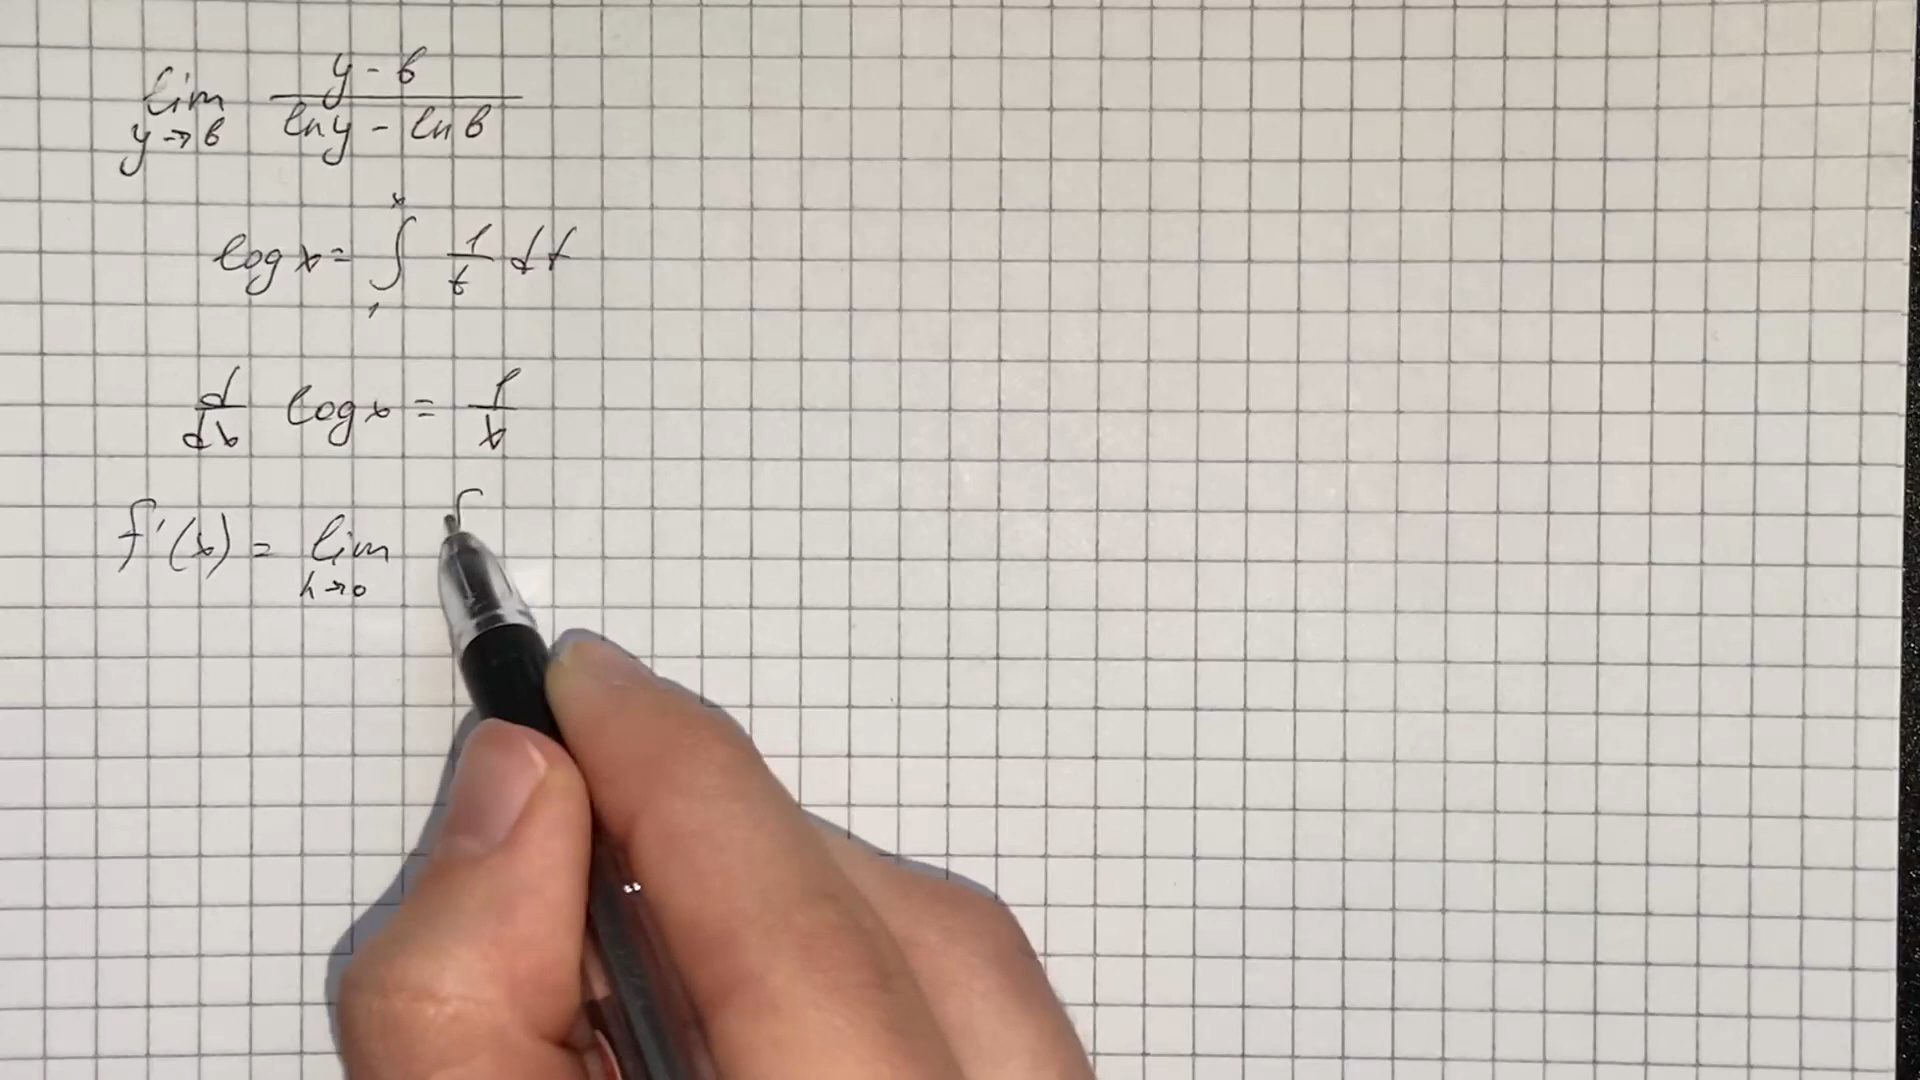 lim y→b (y - b)/(ln y - ln b)
log x = ∫₁ˣ 1/t dt
d/dx log x = 1/x
f'(x) = lim h→0 f